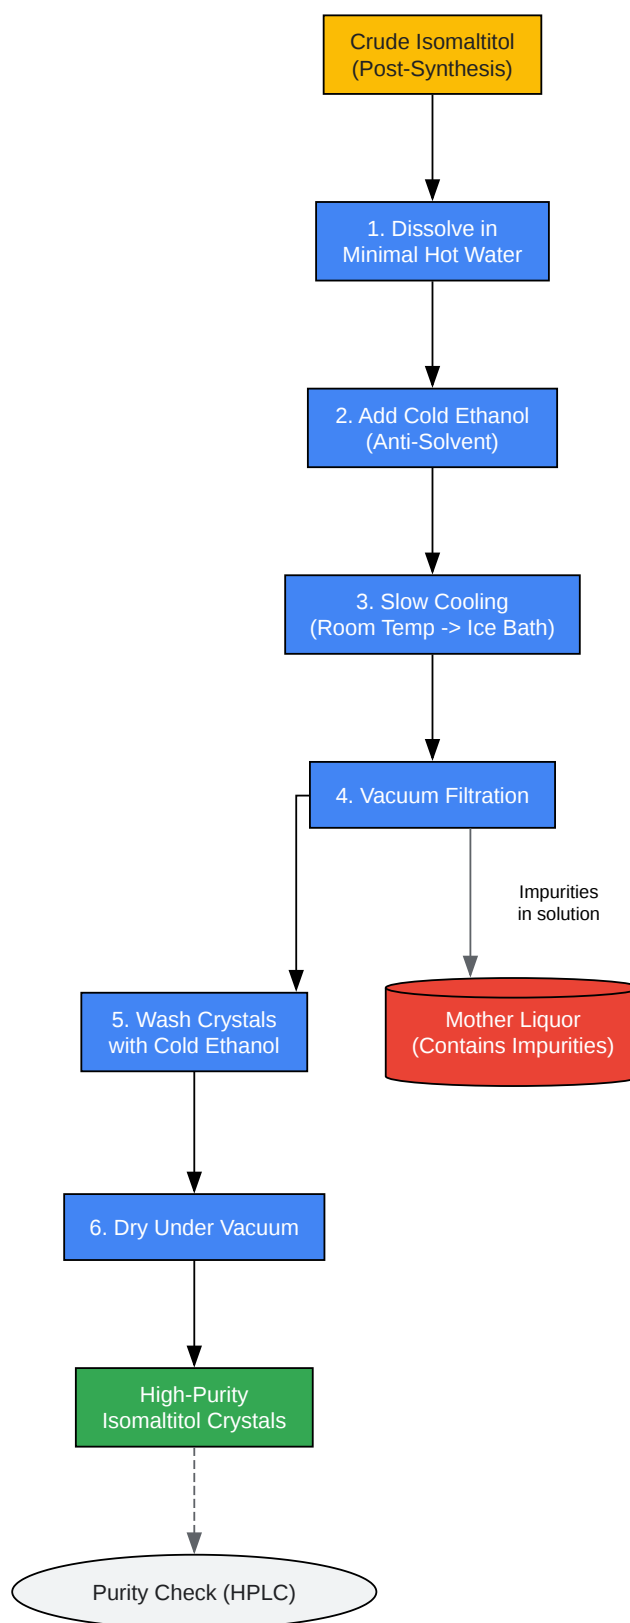 Crude Isomaltitol
(Post-Synthesis)
1. Dissolve in
Minimal Hot Water
2. Add Cold Ethanol
(Anti-Solvent)
3. Slow Cooling
(Room Temp -> Ice Bath)
4. Vacuum Filtration
Impurities
in solution
5. Wash Crystals
with Cold Ethanol
Mother Liquor
(Contains Impurities)
6. Dry Under Vacuum
High-Purity
Isomaltitol Crystals
Purity Check (HPLC)